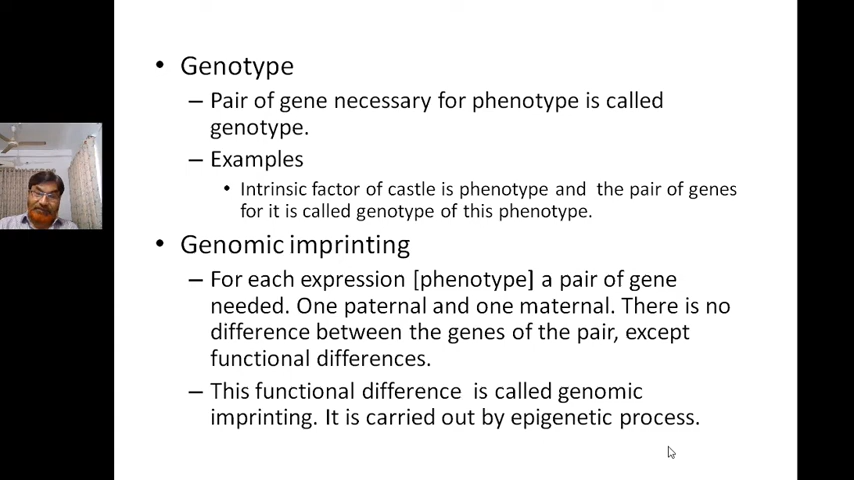 • Genotype
– Pair of gene necessary for phenotype is called
genotype.
– Examples
• Intrinsic factor of castle is phenotype and the pair of genes
for it is called genotype of this phenotype.
• Genomic imprinting
– For each expression [phenotype] a pair of gene
needed. One paternal and one maternal. There is no
difference between the genes of the pair, except
functional differences.
– This functional difference is called genomic
imprinting. It is carried out by epigenetic process.